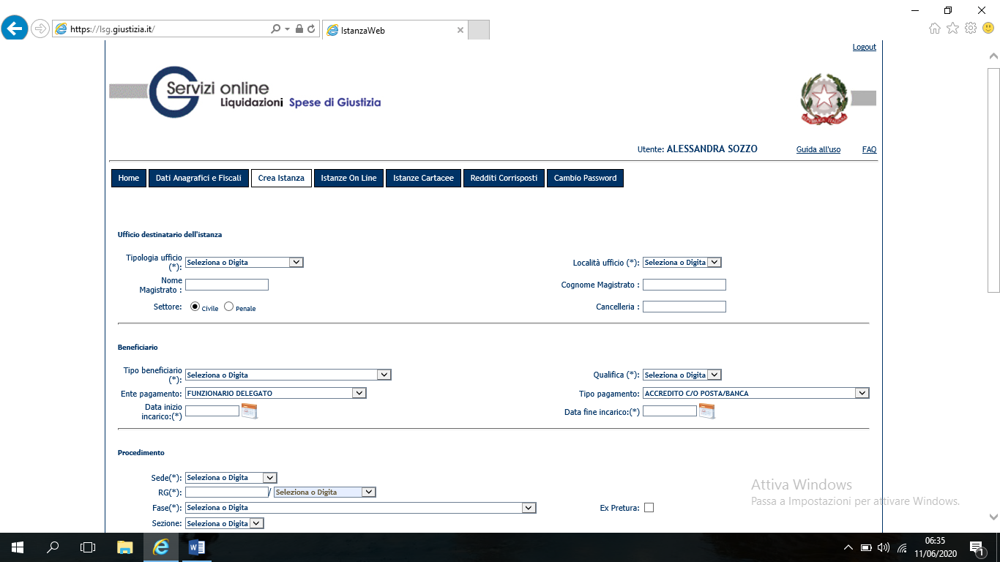 https://lsg.giustizia.it/
IstanzaWeb
Logout
Servizi online
Liquidazioni Spese di Giustizia
Utente: ALESSANDRA SOZZO Guida all'uso FAQ
Home Dati Anagrafici e Fiscali Crea Istanza Istanze On Line Istanze Cartacee Redditi Corrisposti Cambio Password
Ufficio destinatario dell'istanza
Tipologia ufficio (*): Seleziona o Digita Località ufficio (*): Seleziona o Digita
Nome Magistrato : Cognome Magistrato :
Settore: Civile Penale Cancelleria :
Beneficiario
Tipo beneficiario (*): Seleziona o Digita Qualifica (*): Seleziona o Digita
Ente pagamento: FUNZIONARIO DELEGATO Tipo pagamento: ACCREDITO C/O POSTA/BANCA
Data inizio incarico:(*) Data fine incarico:(*)
Procedimento
Sede(*): Seleziona o Digita
RG(*): / Seleziona o Digita
Fase(*): Seleziona o Digita Ex Pretura:
Sezione: Seleziona o Digita
Attiva Windows
Passa a Impostazioni per attivare Windows.
06:35
11/06/2020
1